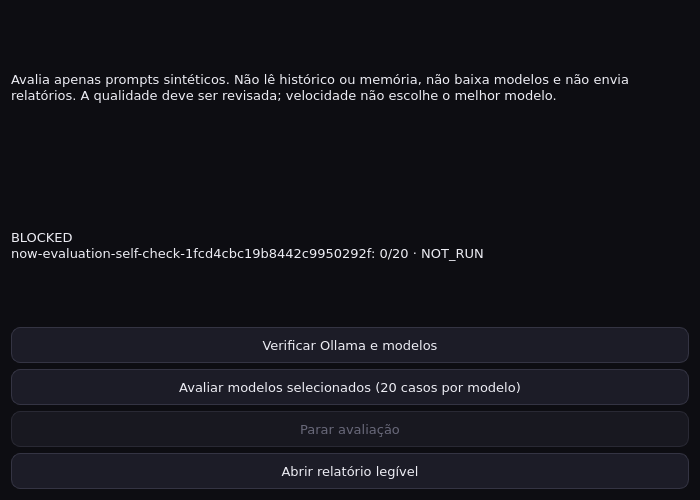 Avalia apenas prompts sintéticos. Não lê histórico ou memória, não baixa modelos e não envia
relatórios. A qualidade deve ser revisada; velocidade não escolhe o melhor modelo.
BLOCKED
now-evaluation-self-check-1fcd4cbc19b8442c9950292f: 0/20 · NOT_RUN
Verificar Ollama e modelos
Avaliar modelos selecionados (20 casos por modelo)
Parar avaliação
Abrir relatório legível